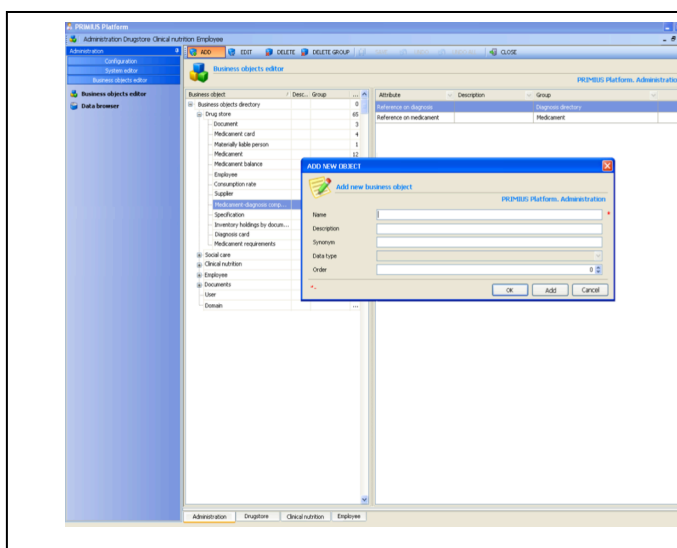 PRIMIUS Platform
Administration Drugstore Clinical nutrition Employee
Administration
ADD EDIT DELETE DELETE GROUP CLOSE
Configuration
System editor
Business objects editor
Business objects editor
PRIMIUS Platform. Administratio
Business objects editor
Data browser
Business object Desc... Group ...
Attribute Description Group
Business objects directory 0
Reference on diagnosis Diagnosis directory
Drug store 65
Reference on medicament Medicament
Document 3
Medicament card 4
Materially liable person 1
Medicament 12
Medicament balance
Employee
Consumption rate
Supplier
Medicament-diagnosis comp...
Specification
Inventory holdings by docum...
Diagnosis card
Medicament requirements
Social care
Clinical nutrition
Employee
Documents
User
Domain ...
ADD NEW OBJECT
Add new business object
PRIMIUS Platform. Administration
Name *
Description
Synonym
Data type
Order 0
*-
OK Add Cancel
Administration Drugstore Clinical nutrition Employee